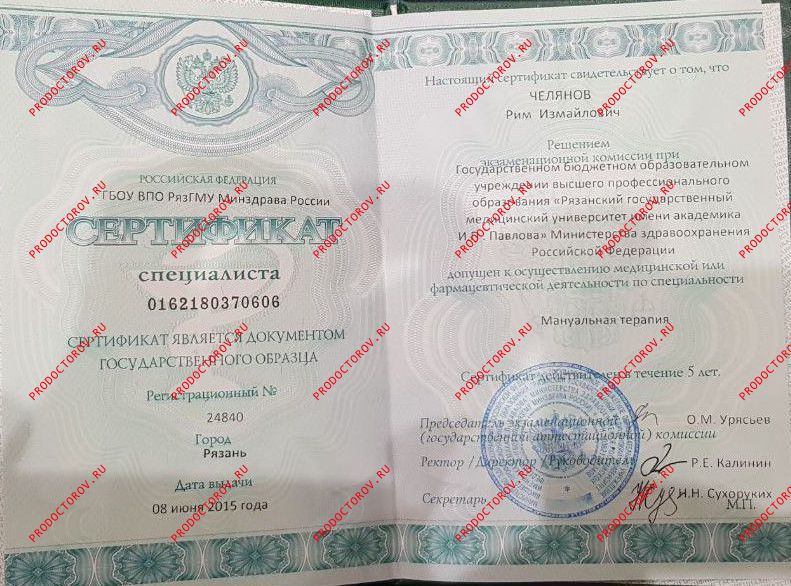 РОССИЙСКАЯ ФЕДЕРАЦИЯ
ГБОУ ВПО РязГМУ Минздрава России
СЕРТИФИКАТ
специалиста
0162180370606
СЕРТИФИКАТ ЯВЛЯЕТСЯ ДОКУМЕНТОМ
ГОСУДАРСТВЕННОГО ОБРАЗЦА
Регистрационный №
24840
Город
Рязань
Дата выдачи
08 июня 2015 года
Настоящий сертификат свидетельствует о том, что
ЧЕЛЯНОВ
Рим Измайлович
Решением
экзаменационной комиссии при
Государственном бюджетном образовательном
учреждении высшего профессионального
образования «Рязанский государственный
медицинский университет имени академика
И.П. Павлова» Министерства здравоохранения
Российской Федерации
допущен к осуществлению медицинской или
фармацевтической деятельности по специальности
Мануальная терапия
Сертификат действителен в течение 5 лет.
Председатель экзаменационной О.М. Урясьев
(государственной аттестационной) комиссии
Ректор / Директор / Руководитель Р.Е. Калинин
Секретарь Н.Н. Сухоруких
М.П.
PRODOCTOROV.RU